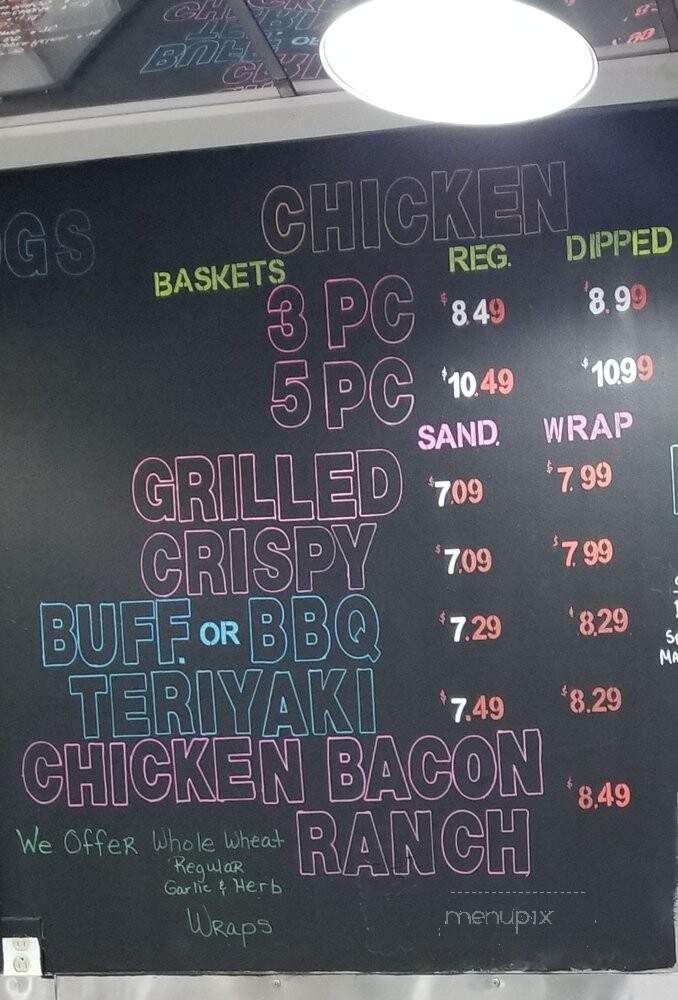 CHICKEN
GS
BASKETS REG. DIPPED
3 PC $8.49 $8.99
5 PC $10.49 $10.99
SAND. WRAP
GRILLED $7.09 $7.99
CRISPY $7.09 $7.99
BUFF. OR BBQ $7.29 $8.29
TERIYAKI $7.49 $8.29
CHICKEN BACON
RANCH $8.49
We Offer Whole Wheat
Regular
Garlic & Herb
Wraps
menupix